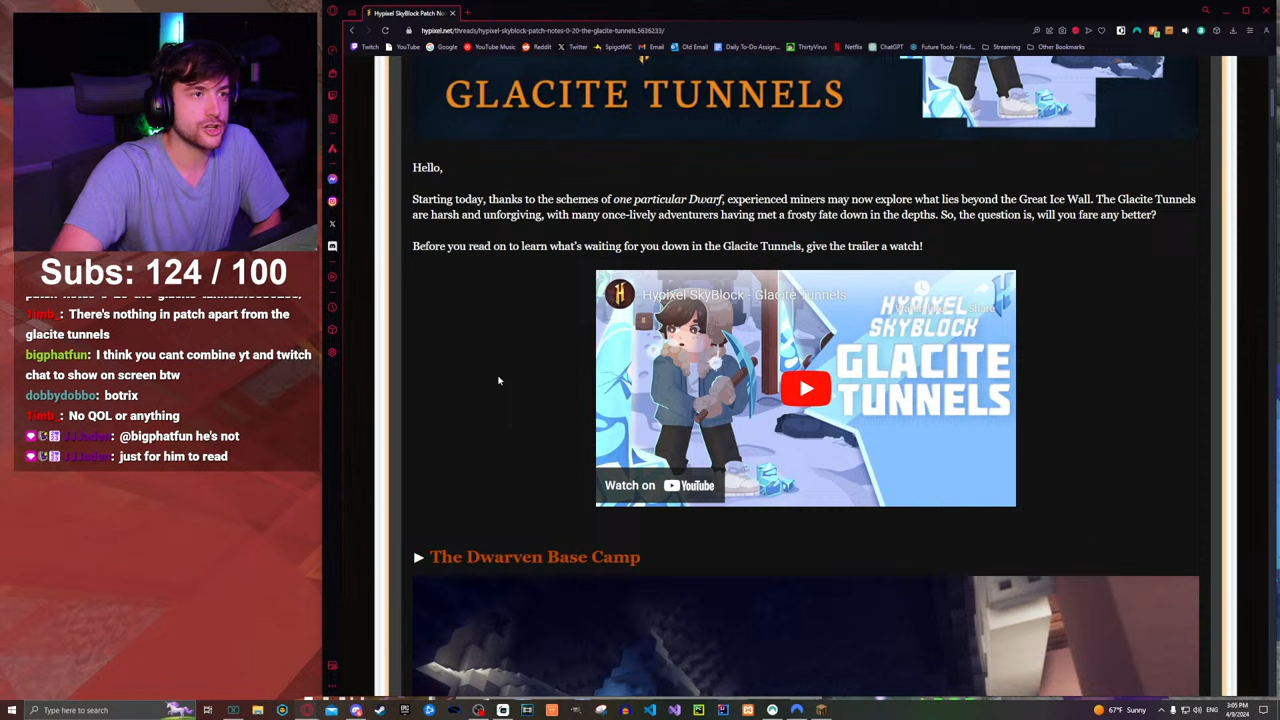 Hypixel SkyBlock Patch No
hypixel.net/threads/hypixel-skyblock-patch-notes-0-20-the-glacite-tunnels.5636233/
Twitch YouTube Google YouTube Music Reddit Twitter SpigotMC Email Old Email Daily To-Do Assign... ThirtyVirus Netflix ChatGPT Future Tools - Find... Streaming Other Bookmarks
GLACITE TUNNELS
Hello,
Starting today, thanks to the schemes of one particular Dwarf, experienced miners may now explore what lies beyond the Great Ice Wall. The Glacite Tunnels
are harsh and unforgiving, with many once-lively adventurers having met a frosty fate down in the depths. So, the question is, will you fare any better?
Before you read on to learn what's waiting for you down in the Glacite Tunnels, give the trailer a watch!
Hypixel SkyBlock - Glacite Tunnels
Share
HYPIXEL
SKYBLOCK
GLACITE
TUNNELS
Watch on YouTube
► The Dwarven Base Camp
Subs: 124 / 100
1imb_: There's nothing in patch apart from the
glacite tunnels
bigphatfun: I think you cant combine yt and twitch
chat to show on screen btw
dobbydobbo: botrix
1imb_: No QOL or anything
JJJaden: @bigphatfun he's not
JJJaden: just for him to read
Type here to search
67°F Sunny
3:05 PM
4/9/2024